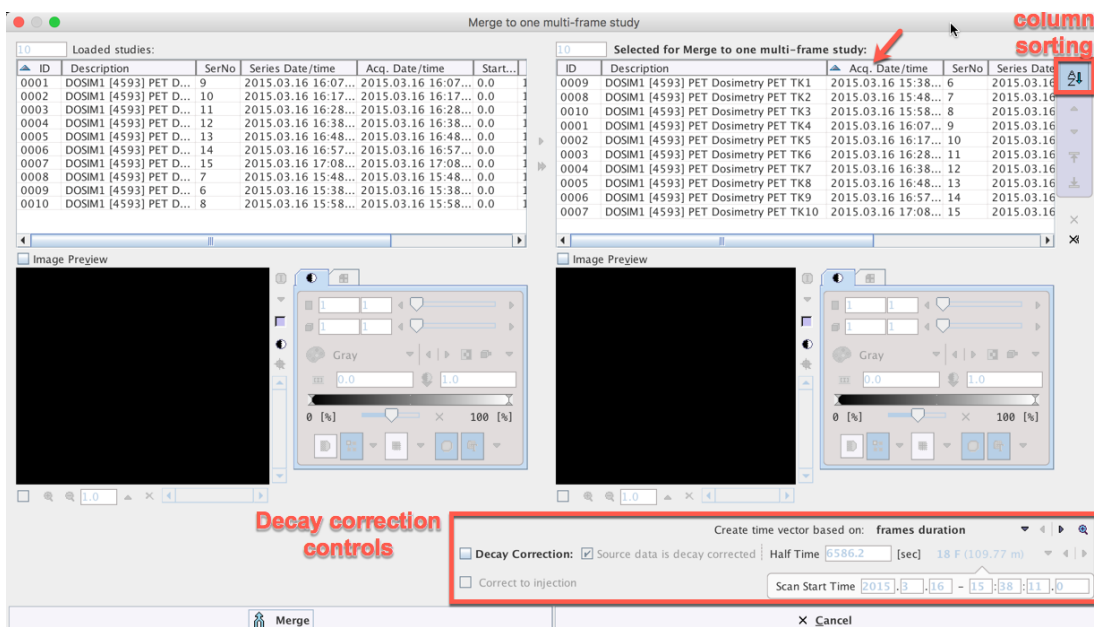 Merge to one multi-frame study
column sorting
10 Loaded studies:
ID Description SerNo Series Date/time Acq. Date/time Start...
0001 DOSIM1 [4593] PET D... 9 2015.03.16 16:07... 2015.03.16 16:07... 0.0 1
0002 DOSIM1 [4593] PET D... 10 2015.03.16 16:17... 2015.03.16 16:17... 0.0
0003 DOSIM1 [4593] PET D... 11 2015.03.16 16:28... 2015.03.16 16:28... 0.0
0004 DOSIM1 [4593] PET D... 12 2015.03.16 16:38... 2015.03.16 16:38... 0.0 1
0005 DOSIM1 [4593] PET D... 13 2015.03.16 16:48... 2015.03.16 16:48... 0.0
0006 DOSIM1 [4593] PET D... 14 2015.03.16 16:57... 2015.03.16 16:57... 0.0 1
0007 DOSIM1 [4593] PET D... 15 2015.03.16 17:08... 2015.03.16 17:08... 0.0 1
0008 DOSIM1 [4593] PET D... 7 2015.03.16 15:48... 2015.03.16 15:48... 0.0
0009 DOSIM1 [4593] PET D... 6 2015.03.16 15:38... 2015.03.16 15:38... 0.0
0010 DOSIM1 [4593] PET D... 8 2015.03.16 15:58... 2015.03.16 15:58... 0.0 1
10 Selected for Merge to one multi-frame study:
ID Description Acq. Date/time SerNo Series Date
0009 DOSIM1 [4593] PET Dosimetry PET TK1 2015.03.16 15:38... 6 2015.03.16
0008 DOSIM1 [4593] PET Dosimetry PET TK2 2015.03.16 15:48... 7 2015.03.16
0010 DOSIM1 [4593] PET Dosimetry PET TK3 2015.03.16 15:58... 8 2015.03.16
0001 DOSIM1 [4593] PET Dosimetry PET TK4 2015.03.16 16:07... 9 2015.03.16
0002 DOSIM1 [4593] PET Dosimetry PET TK5 2015.03.16 16:17... 10 2015.03.16
0003 DOSIM1 [4593] PET Dosimetry PET TK6 2015.03.16 16:28... 11 2015.03.16
0004 DOSIM1 [4593] PET Dosimetry PET TK7 2015.03.16 16:38... 12 2015.03.16
0005 DOSIM1 [4593] PET Dosimetry PET TK8 2015.03.16 16:48... 13 2015.03.16
0006 DOSIM1 [4593] PET Dosimetry PET TK9 2015.03.16 16:57... 14 2015.03.16
0007 DOSIM1 [4593] PET Dosimetry PET TK10 2015.03.16 17:08... 15 2015.03.16
Image Preview
1 1
1 1
Gray
0.0 1.0
0 [%] 100 [%]
1.0
Image Preview
1 1
1 1
Gray
0.0 1.0
0 [%] 100 [%]
1.0
Decay correction controls
Create time vector based on: frames duration
Decay Correction: Source data is decay corrected Half Time 6586.2 [sec] 18 F (109.77 m)
Correct to injection Scan Start Time 2015 .3 .16 - 15 :38 :11 .0
Merge
Cancel